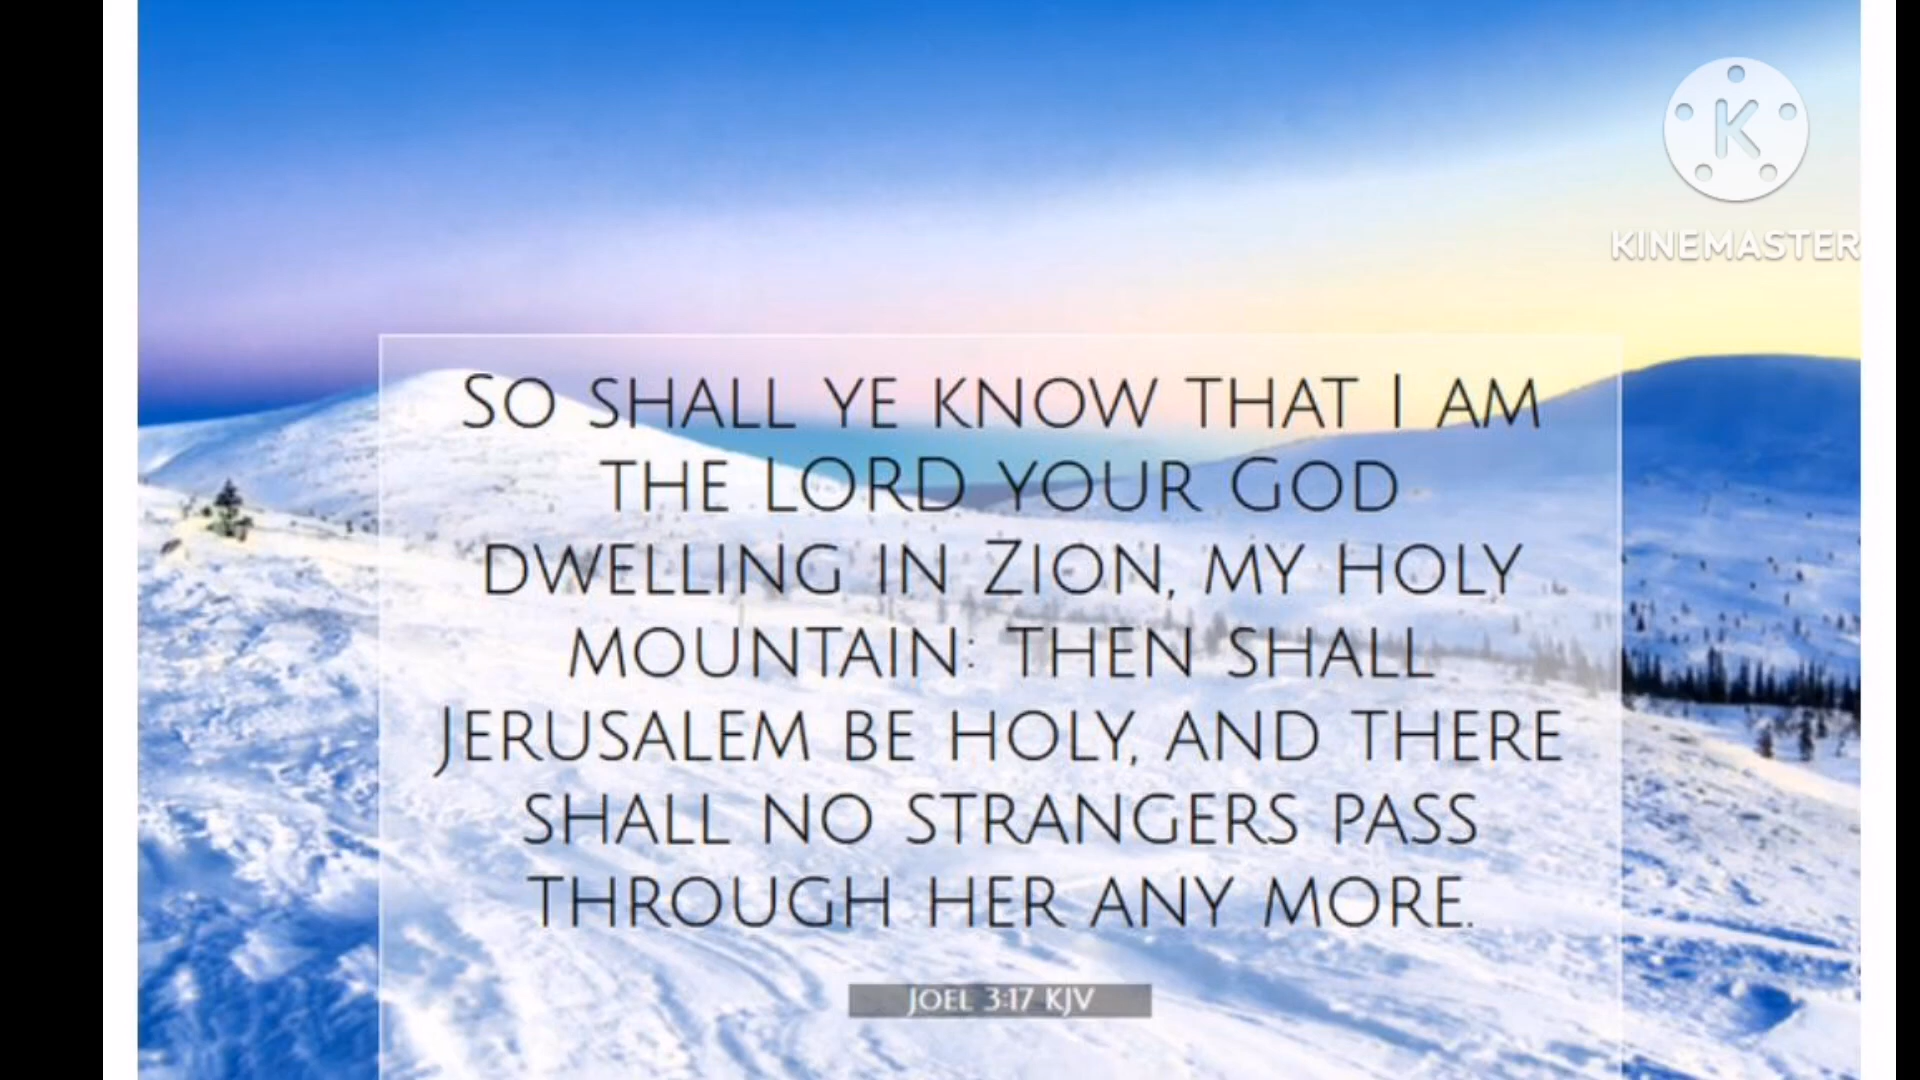 K
KINEMASTER
So shall ye know that I am
the LORD your God
dwelling in Zion, my holy
mountain: then shall
Jerusalem be holy, and there
shall no strangers pass
through her any more.
JOEL 3:17 KJV